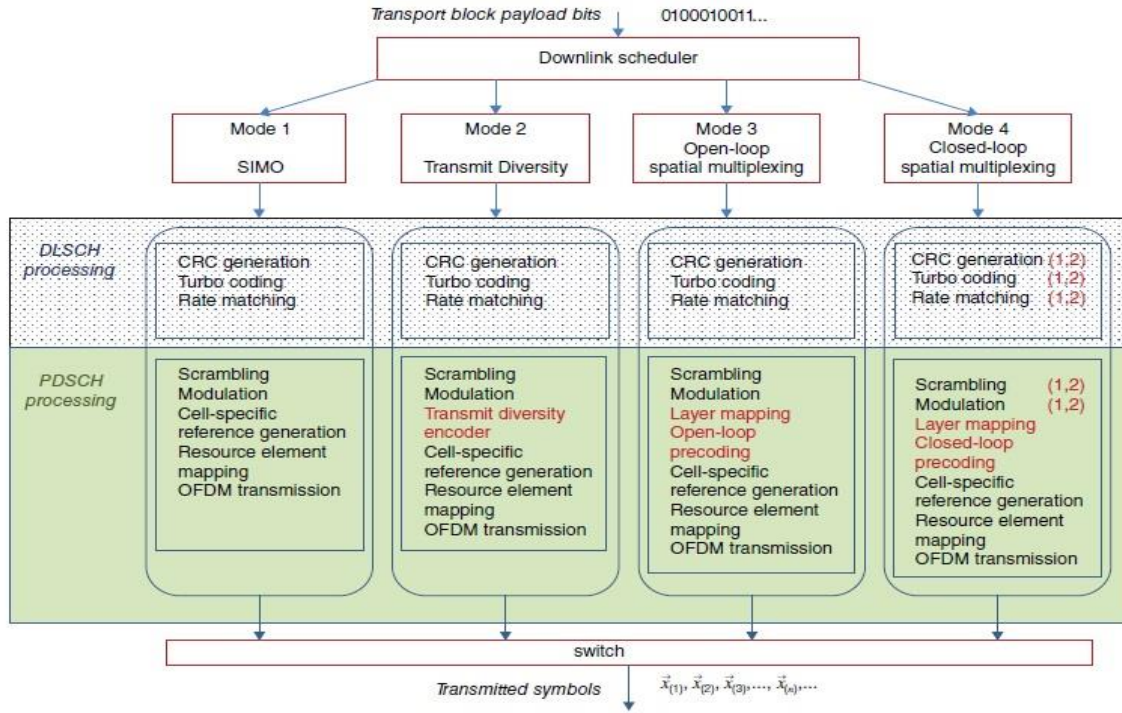 Transport block payload bits 0100010011...
Downlink scheduler
Mode 1
SIMO
Mode 2
Transmit Diversity
Mode 3
Open-loop
spatial multiplexing
Mode 4
Closed-loop
spatial multiplexing
DLSCH
processing
CRC generation
Turbo coding
Rate matching
CRC generation
Turbo coding
Rate matching
CRC generation
Turbo coding
Rate matching
CRC generation (1,2)
Turbo coding (1,2)
Rate matching (1,2)
PDSCH
processing
Scrambling
Modulation
Cell-specific
reference generation
Resource element
mapping
OFDM transmission
Scrambling
Modulation
Transmit diversity
encoder
Cell-specific
reference generation
Resource element
mapping
OFDM transmission
Scrambling
Modulation
Layer mapping
Open-loop
precoding
Cell-specific
reference generation
Resource element
mapping
OFDM transmission
Scrambling (1,2)
Modulation (1,2)
Layer mapping
Closed-loop
precoding
Cell-specific
reference generation
Resource element
mapping
OFDM transmission
switch
Transmitted symbols x⃗(1), x⃗(2), x⃗(3),..., x⃗(n),...